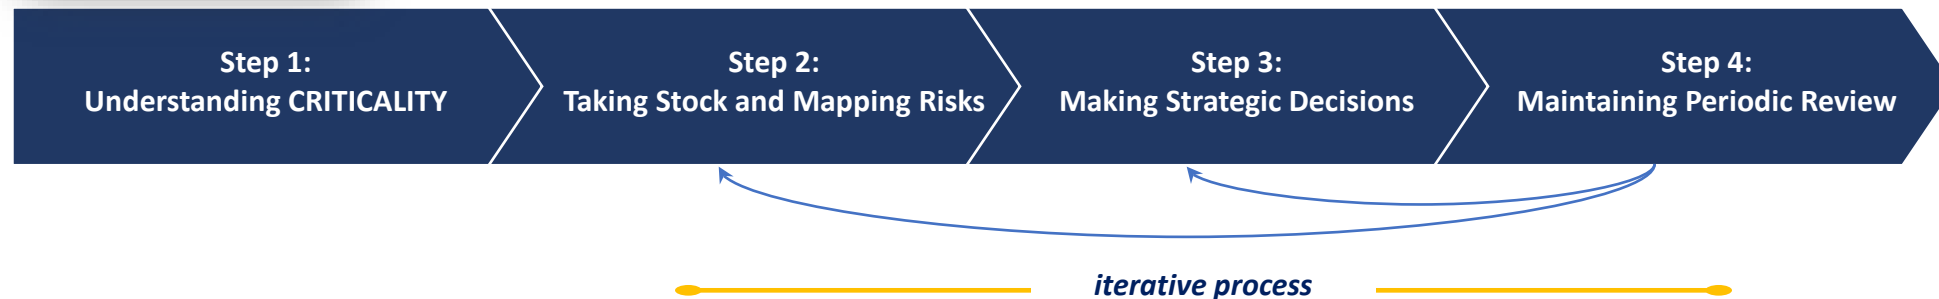 Step 1:
Understanding CRITICALITY
Step 2:
Taking Stock and Mapping Risks
Step 3:
Making Strategic Decisions
Step 4:
Maintaining Periodic Review
iterative process